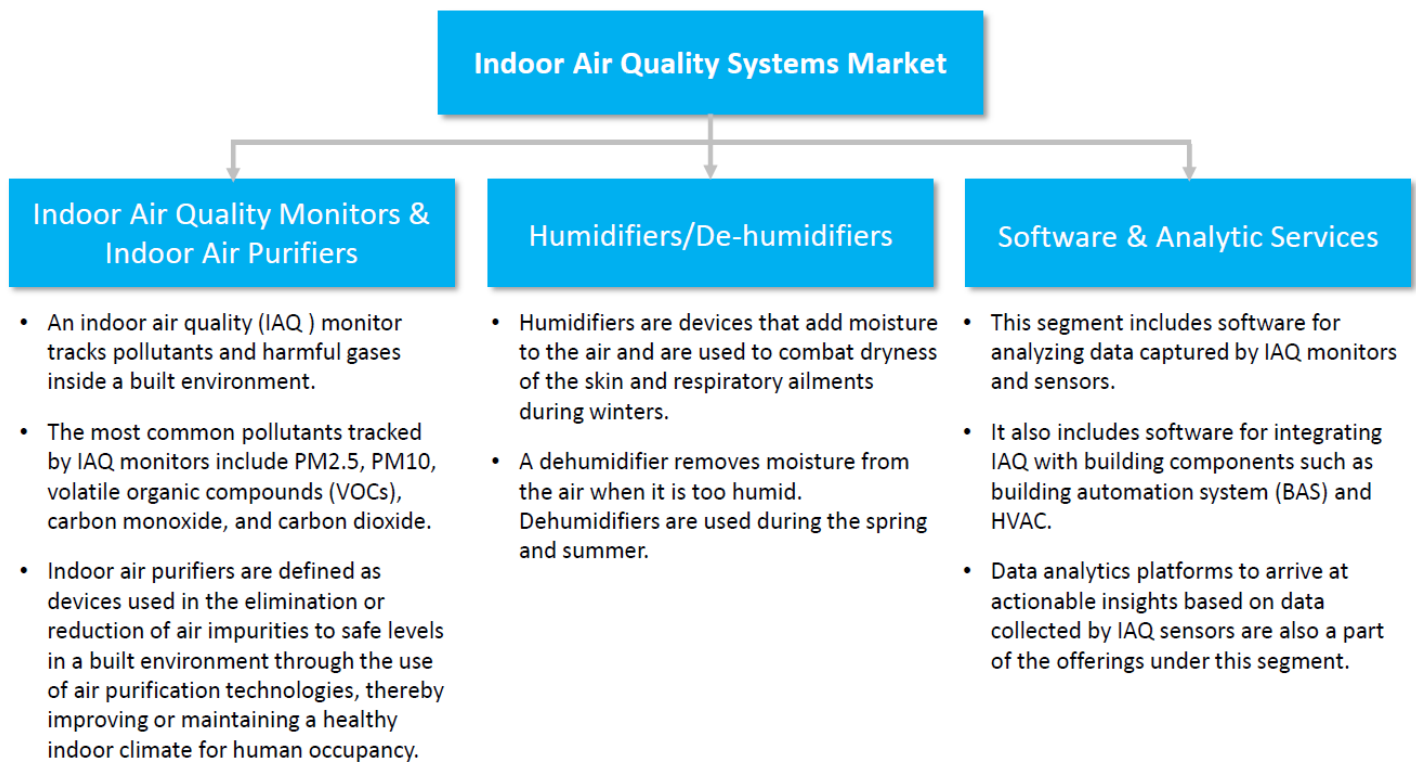 Indoor Air Quality Systems Market
Indoor Air Quality Monitors &
Indoor Air Purifiers
• An indoor air quality (IAQ ) monitor
tracks pollutants and harmful gases
inside a built environment.
• The most common pollutants tracked
by IAQ monitors include PM2.5, PM10,
volatile organic compounds (VOCs),
carbon monoxide, and carbon dioxide.
• Indoor air purifiers are defined as
devices used in the elimination or
reduction of air impurities to safe levels
in a built environment through the use
of air purification technologies, thereby
improving or maintaining a healthy
indoor climate for human occupancy.
Humidifiers/De-humidifiers
• Humidifiers are devices that add moisture
to the air and are used to combat dryness
of the skin and respiratory ailments
during winters.
• A dehumidifier removes moisture from
the air when it is too humid.
Dehumidifiers are used during the spring
and summer.
Software & Analytic Services
• This segment includes software for
analyzing data captured by IAQ monitors
and sensors.
• It also includes software for integrating
IAQ with building components such as
building automation system (BAS) and
HVAC.
• Data analytics platforms to arrive at
actionable insights based on data
collected by IAQ sensors are also a part
of the offerings under this segment.